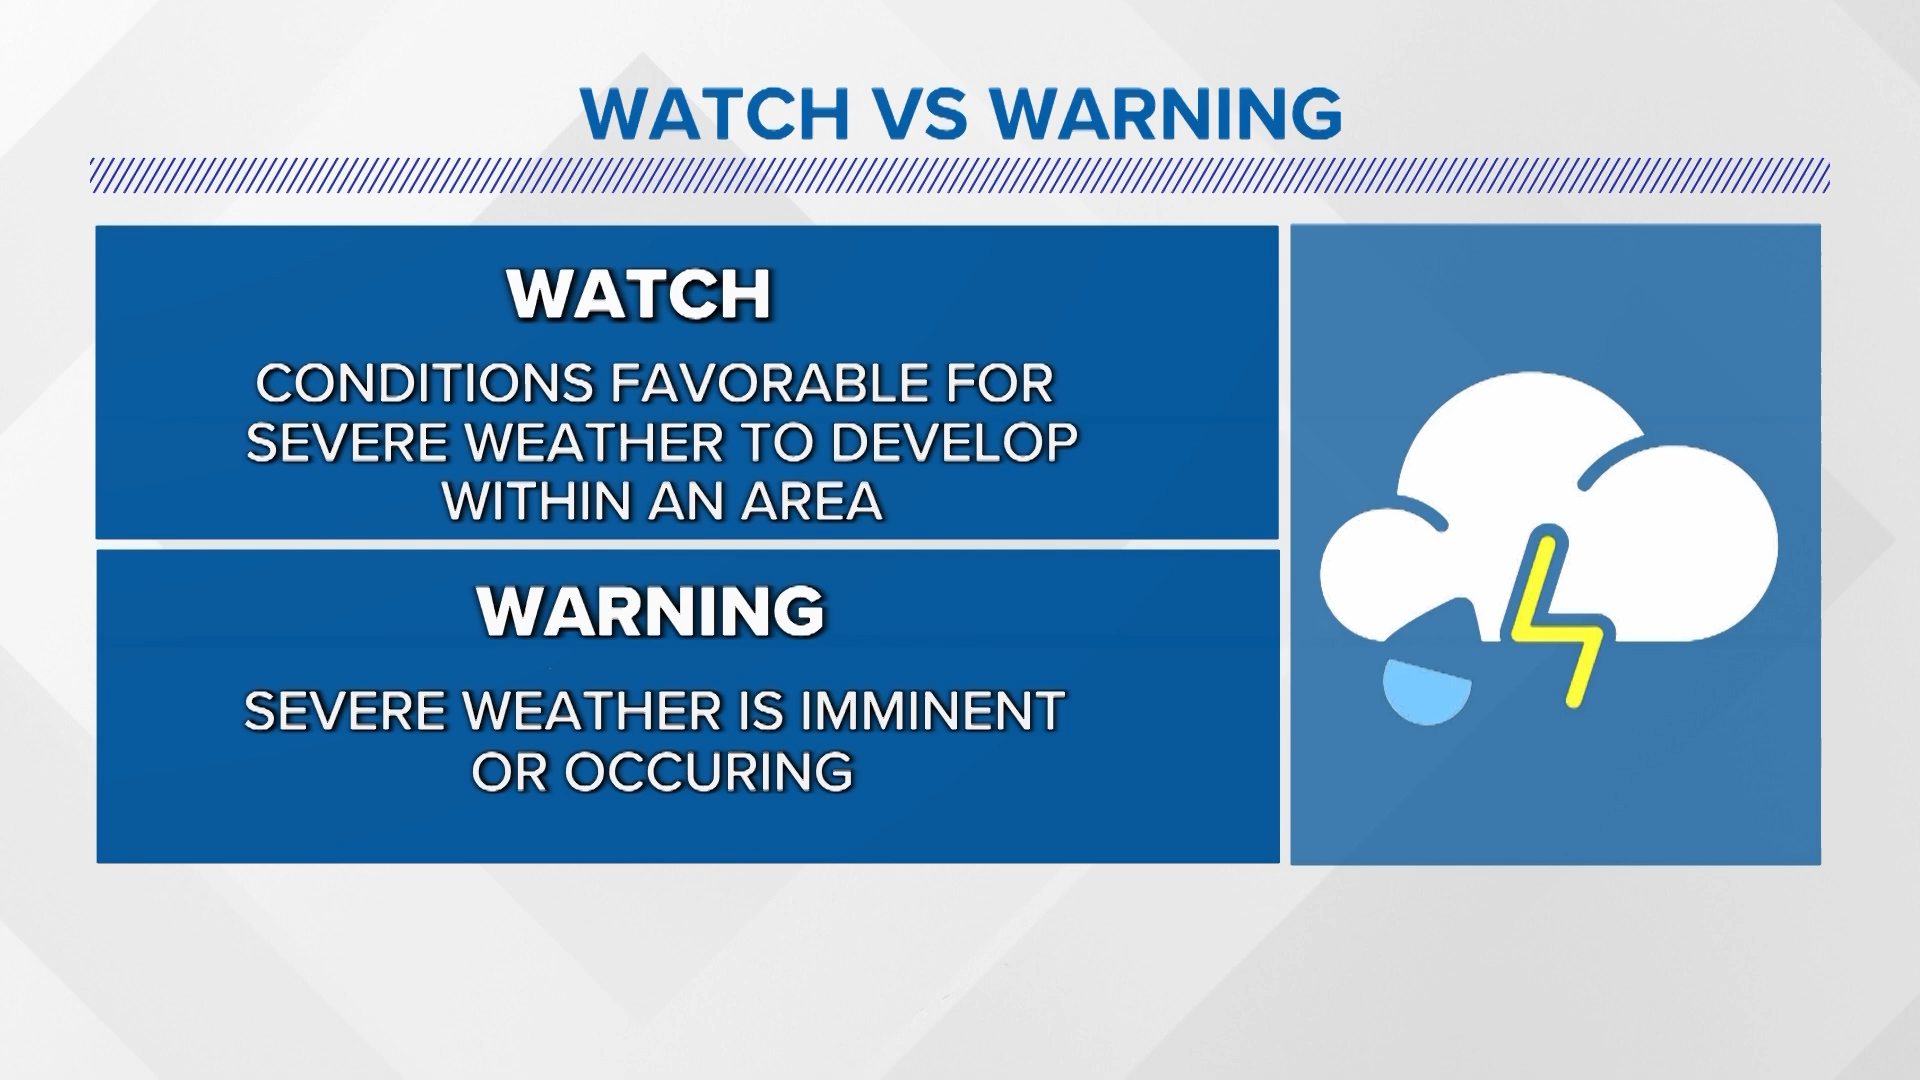 WATCH VS WARNING
WATCH
CONDITIONS FAVORABLE FOR
SEVERE WEATHER TO DEVELOP
WITHIN AN AREA
WARNING
SEVERE WEATHER IS IMMINENT
OR OCCURING